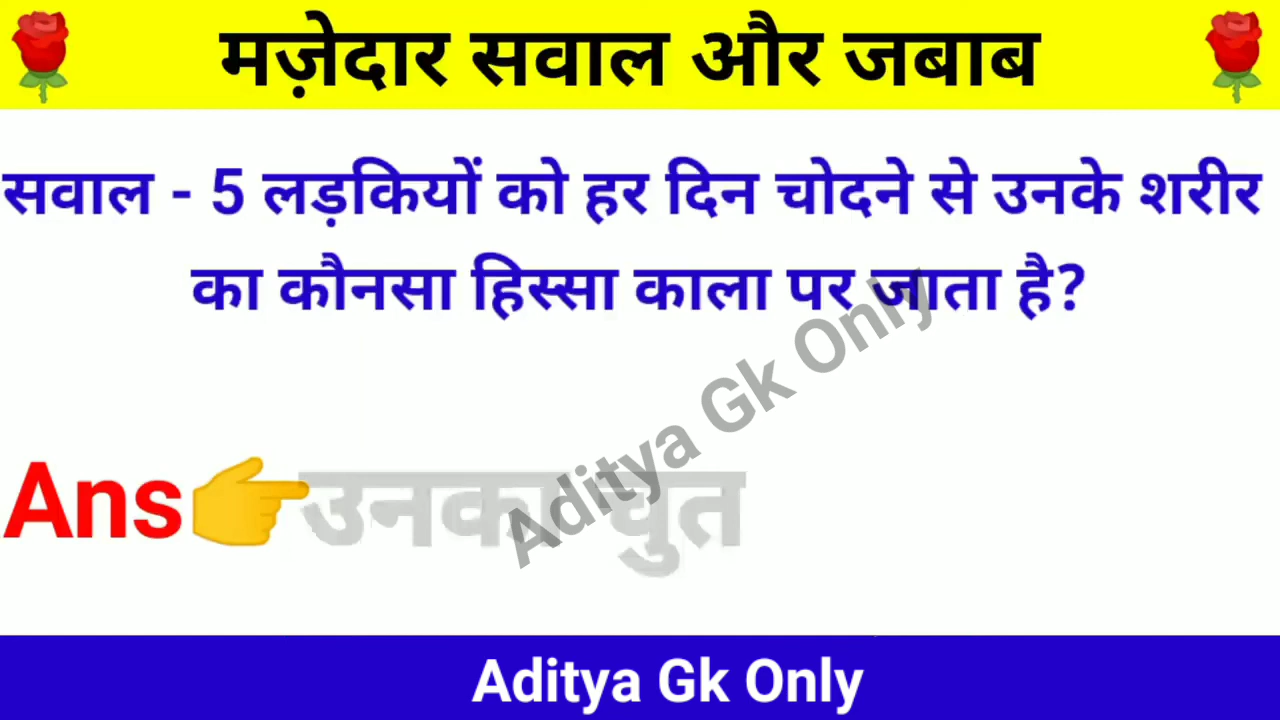 मज़ेदार सवाल और जबाब
सवाल - 5 लड़कियों को हर दिन चोदने से उनके शरीर
का कौनसा हिस्सा काला पर जाता है?
Ans उनका चुत
Aditya Gk Only
Aditya Gk Only